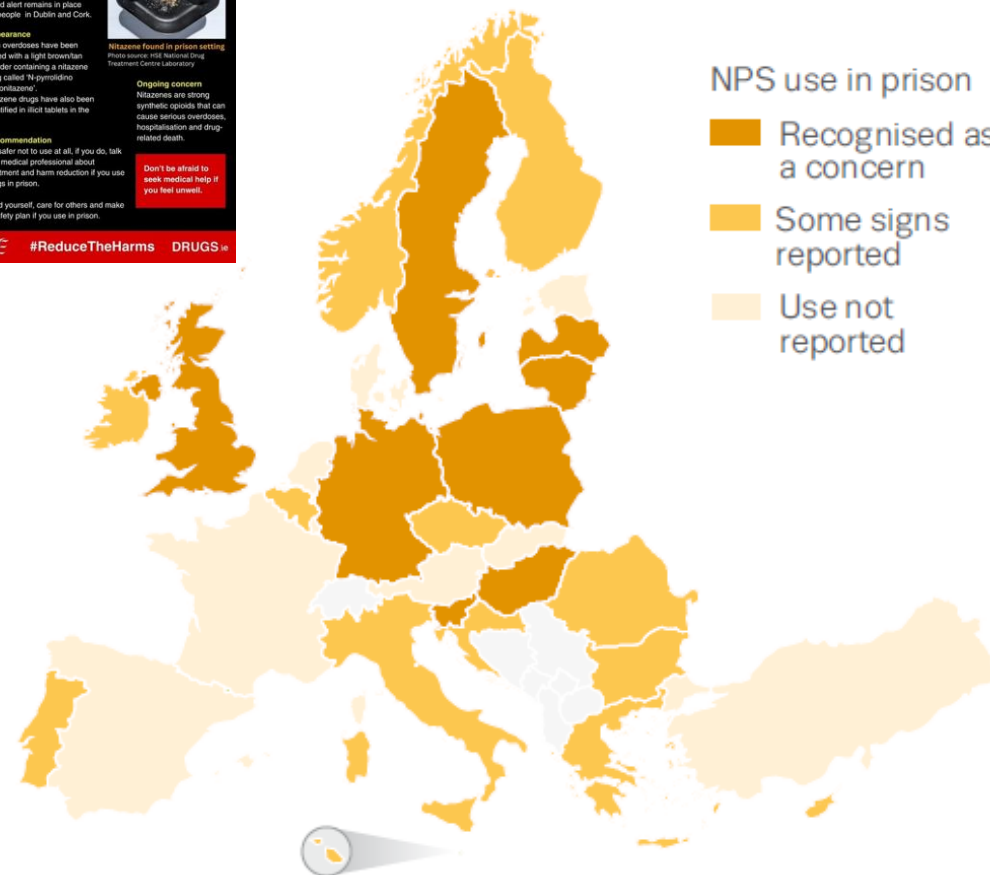 d alert remains in place
eople in Dublin and Cork.
earance
overdoses have been
ed with a light brown/tan
der containing a nitazene
g called 'N-pyrrolidino
onitazene'.
zene drugs have also been
tified in illicit tablets in the
ommendation
safer not to use at all, if you do, talk
medical professional about
tment and harm reduction if you use
gs in prison.
d yourself, care for others and make
fety plan if you use in prison.
Nitazene found in prison setting
Photo source: HSE National Drug
Treatment Centre Laboratory
Ongoing concern
Nitazenes are strong
synthetic opioids that can
cause serious overdoses,
hospitalisation and drug-
related death.
Don't be afraid to
seek medical help if
you feel unwell.
#ReduceTheHarms DRUGS.ie
NPS use in prison
Recognised as
a concern
Some signs
reported
Use not
reported